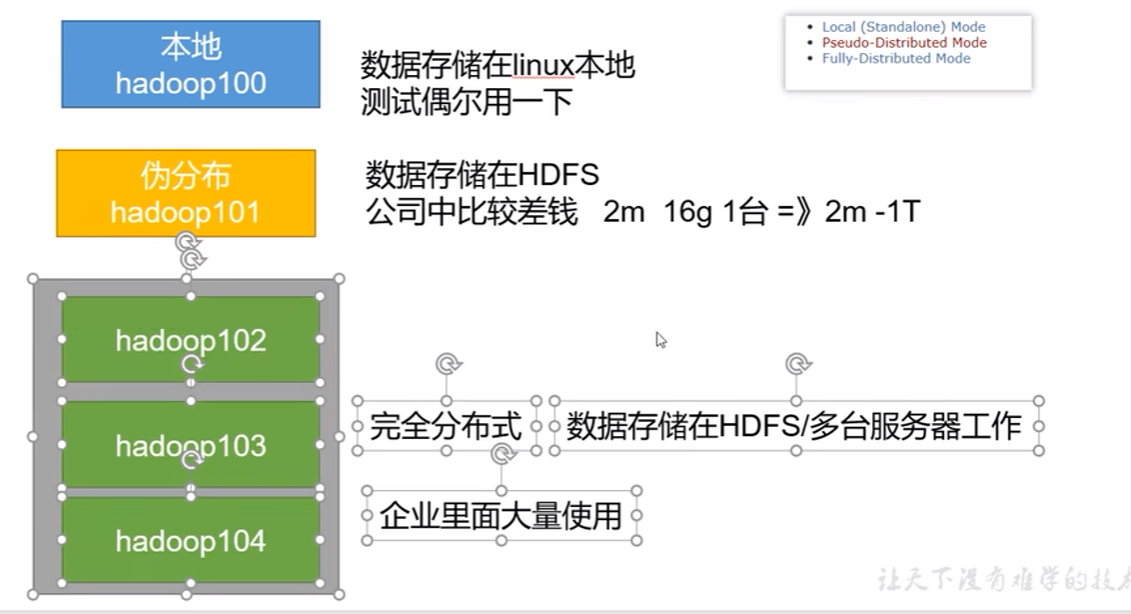 本地
hadoop100
数据存储在linux本地
测试偶尔用一下
Local (Standalone) Mode
Pseudo-Distributed Mode
Fully-Distributed Mode
伪分布
hadoop101
数据存储在HDFS
公司中比较差钱 2m 16g 1台 =》2m -1T
hadoop102
hadoop103
hadoop104
完全分布式
数据存储在HDFS/多台服务器工作
企业里面大量使用
让天下没有难学的技术